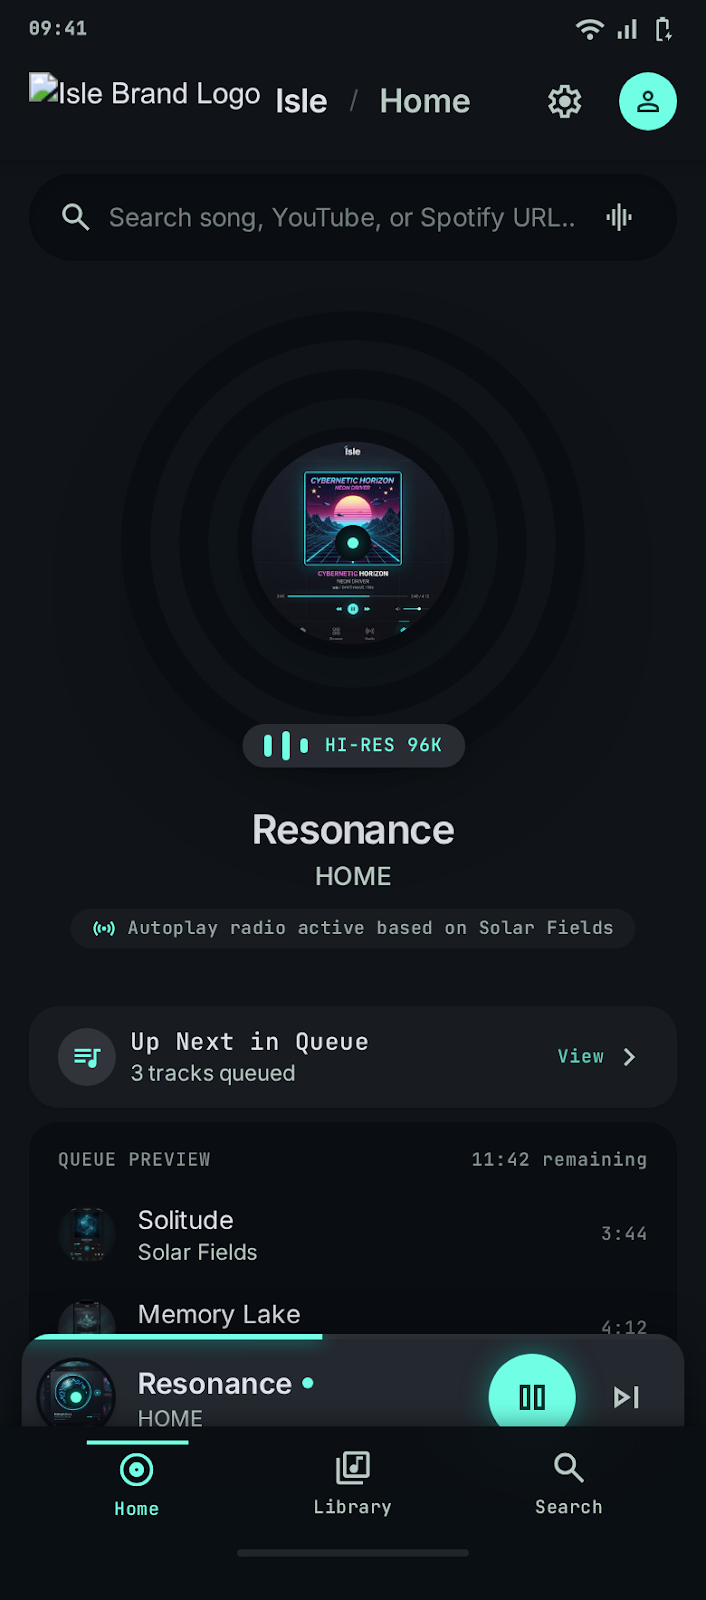 09:41
Isle Brand Logo Isle / Home
Search song, YouTube, or Spotify URL..
Isle
CYBERNETIC HORIZON
NEON DRIVER
CYBERNETIC HORIZON
NEON DRIVER
HI-RES 96K
Resonance
HOME
Autoplay radio active based on Solar Fields
Up Next in Queue
3 tracks queued
View
QUEUE PREVIEW
11:42 remaining
Solitude
Solar Fields
3:44
Memory Lake
4:12
Resonance
HOME
Home
Library
Search